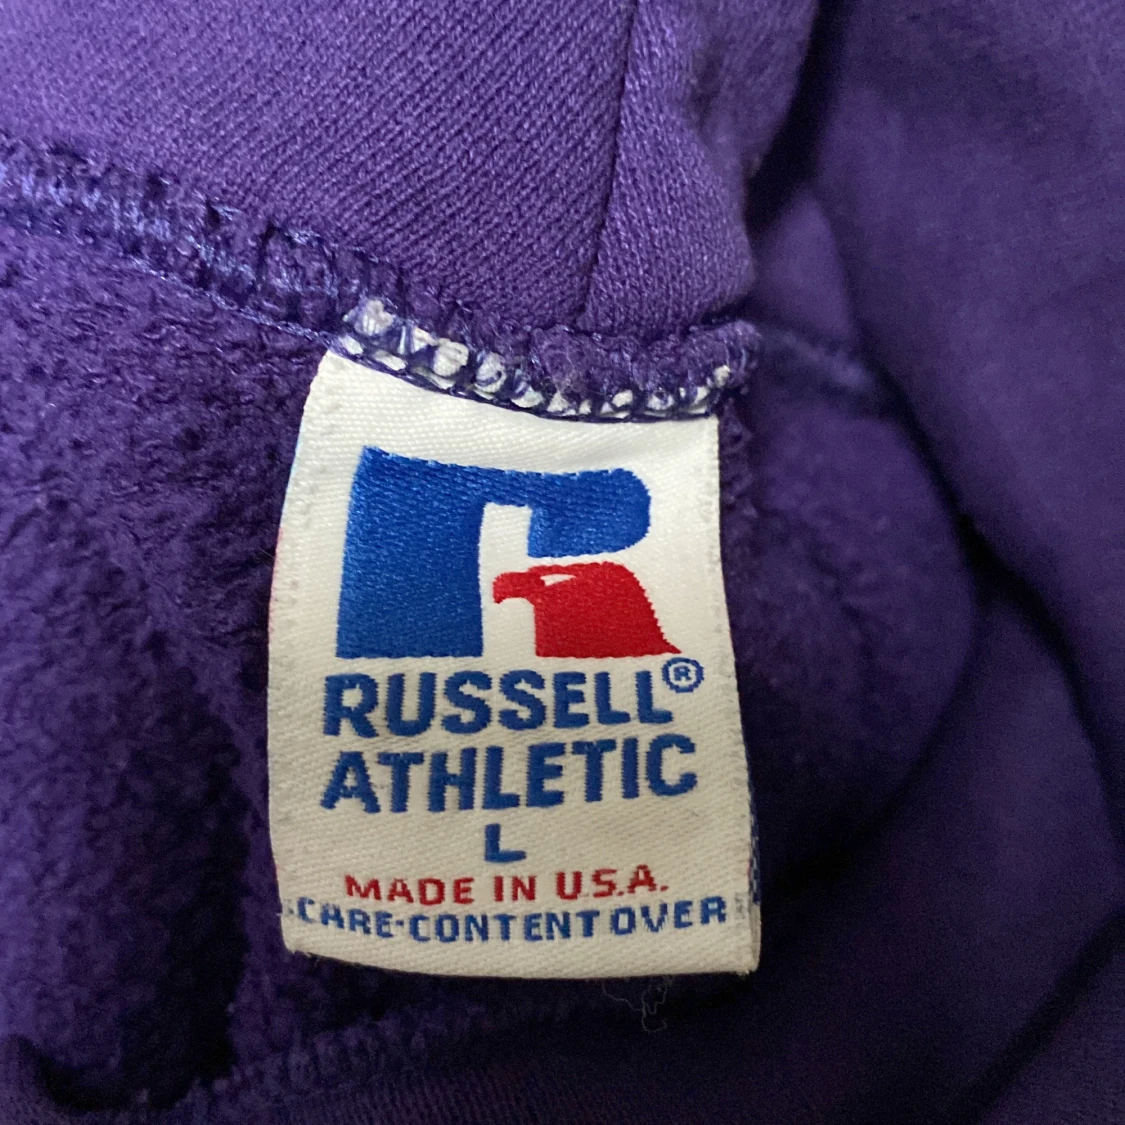 RUSSELL®
ATHLETIC
L
MADE IN U.S.A.
CARE-CONTENT OVER